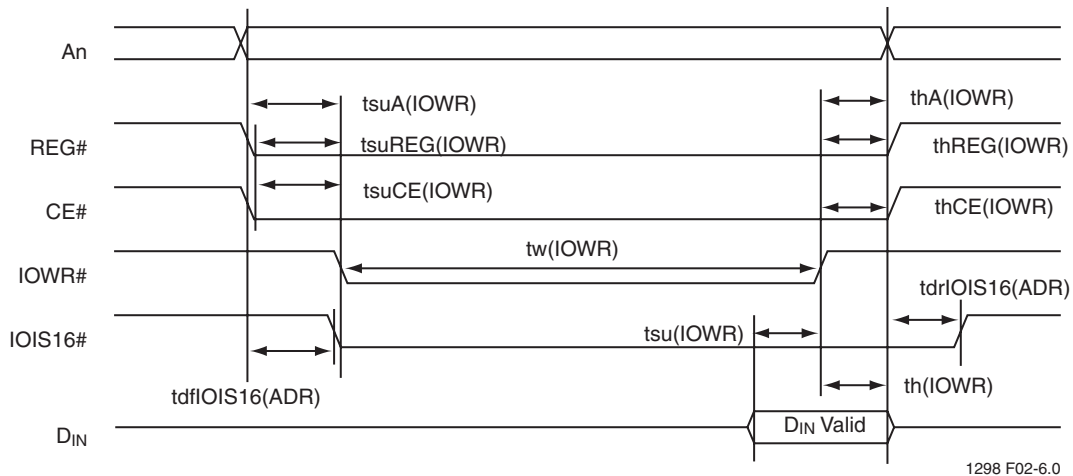 An
tsuA(IOWR)
thA(IOWR)
REG#
tsuREG(IOWR)
thREG(IOWR)
tsuCE(IOWR)
CE#
thCE(IOWR)
tw(IOWR)
IOWR#
tdrIOIS16(ADR)
IOIS16#
tsu(IOWR)
tdfIOIS16(ADR)
th(IOWR)
DIN
DIN Valid
1298 F02-6.0